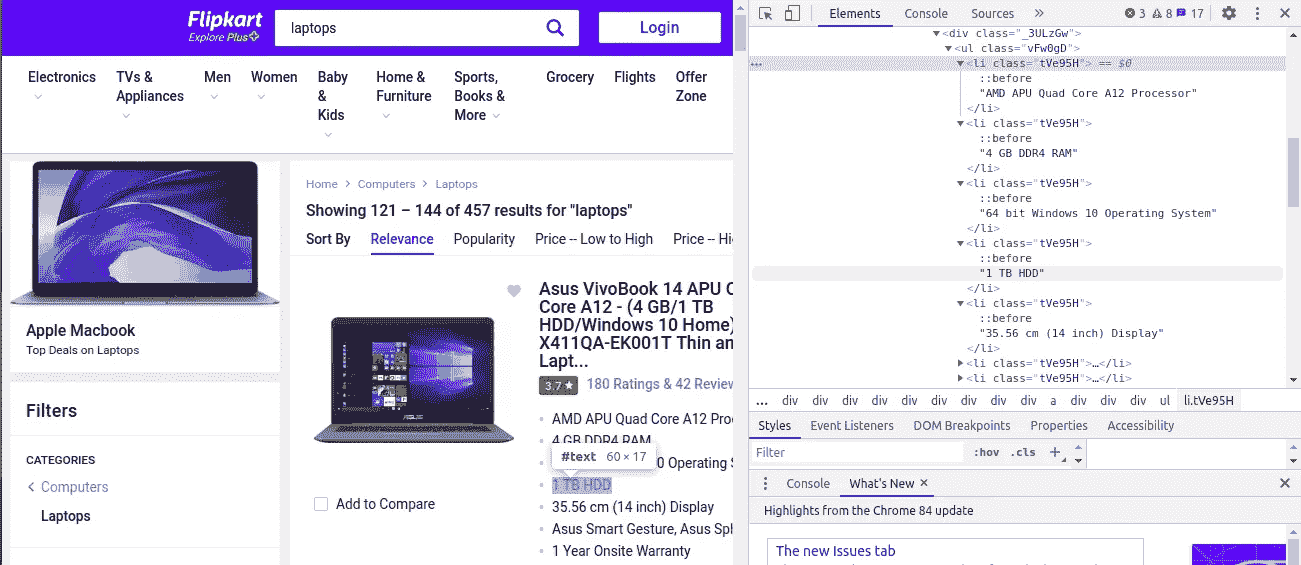 Flipkart
Explore Plus
laptops
Login
Electronics
TVs &
Appliances
Men
Women
Baby
&
Kids
Home &
Furniture
Sports,
Books &
More
Grocery
Flights
Offer
Zone
Apple Macbook
Top Deals on Laptops
Filters
CATEGORIES
Computers
Laptops
Home > Computers > Laptops
Showing 121 – 144 of 457 results for "laptops"
Sort By Relevance Popularity Price -- Low to High Price -- Hi
Asus VivoBook 14 APU
Core A12 - (4 GB/1 TB
HDD/Windows 10 Home)
X411QA-EK001T Thin an
Lapt...
3.7 ★ 180 Ratings & 42 Review
AMD APU Quad Core A12 Pro
4 GB DDR4 RAM
#text 60 × 17
0 Operating S
1 TB HDD
35.56 cm (14 inch) Display
Asus Smart Gesture, Asus Spl
1 Year Onsite Warranty
Add to Compare
Elements Console Sources » 3 8 17
<div class="_3ULzGw">
<ul class="vFw0gD">
<li class="tVe95H"> == $0
::before
"AMD APU Quad Core A12 Processor"
</li>
<li class="tVe95H">
::before
"4 GB DDR4 RAM"
</li>
<li class="tVe95H">
::before
"64 bit Windows 10 Operating System"
</li>
<li class="tVe95H">
::before
"1 TB HDD"
</li>
<li class="tVe95H">
::before
"35.56 cm (14 inch) Display"
</li>
<li class="tVe95H">…</li>
<li class="tVe95H">…</li>
... div div div div div div div div div a div div div ul li.tVe95H
Styles Event Listeners DOM Breakpoints Properties Accessibility
Filter :hov .cls +
Console What's New ×
Highlights from the Chrome 84 update
The new Issues tab